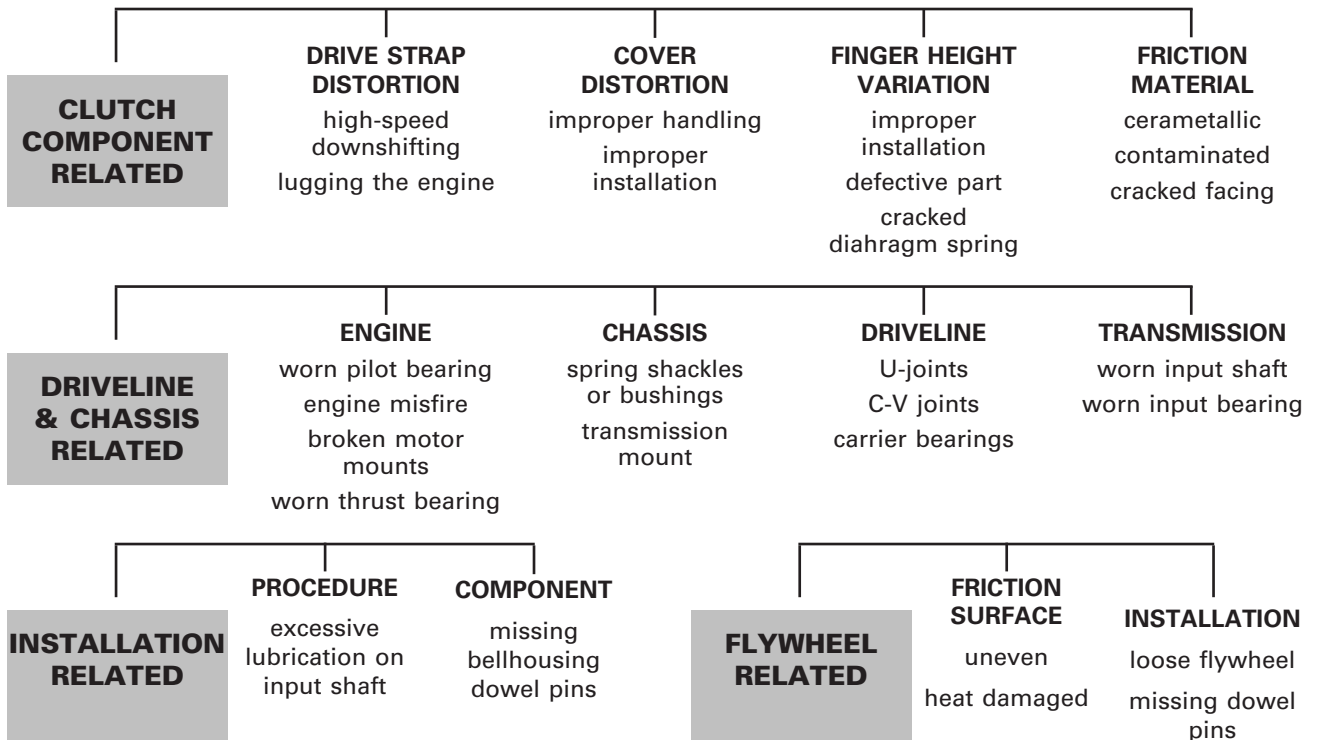 CLUTCH
COMPONENT
RELATED
DRIVE STRAP
DISTORTION
high-speed
downshifting
lugging the engine
COVER
DISTORTION
improper handling
improper
installation
FINGER HEIGHT
VARIATION
improper
installation
defective part
cracked
diahragm spring
FRICTION
MATERIAL
cerametallic
contaminated
cracked facing
DRIVELINE
& CHASSIS
RELATED
ENGINE
worn pilot bearing
engine misfire
broken motor
mounts
worn thrust bearing
CHASSIS
spring shackles
or bushings
transmission
mount
DRIVELINE
U-joints
C-V joints
carrier bearings
TRANSMISSION
worn input shaft
worn input bearing
INSTALLATION
RELATED
PROCEDURE
excessive
lubrication on
input shaft
COMPONENT
missing
bellhousing
dowel pins
FLYWHEEL
RELATED
FRICTION
SURFACE
uneven
heat damaged
INSTALLATION
loose flywheel
missing dowel
pins